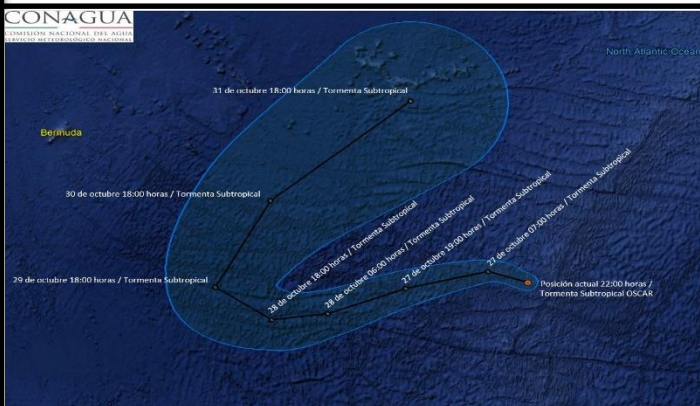 CONAGUA
COMISIÓN NACIONAL DEL AGUA
SERVICIO METEOROLÓGICO NACIONAL
North Atlantic Ocean
31 de octubre 18:00 horas / Tormenta Subtropical
Bermuda
30 de octubre 18:00 horas / Tormenta Subtropical
29 de octubre 18:00 horas / Tormenta Subtropical
28 de octubre 18:00 horas / Tormenta Subtropical
28 de octubre 06:00 horas / Tormenta Subtropical
27 de octubre 19:00 horas / Tormenta Subtropical
27 de octubre 07:00 horas / Tormenta Subtropical
Posición actual 22:00 horas /
Tormenta Subtropical OSCAR